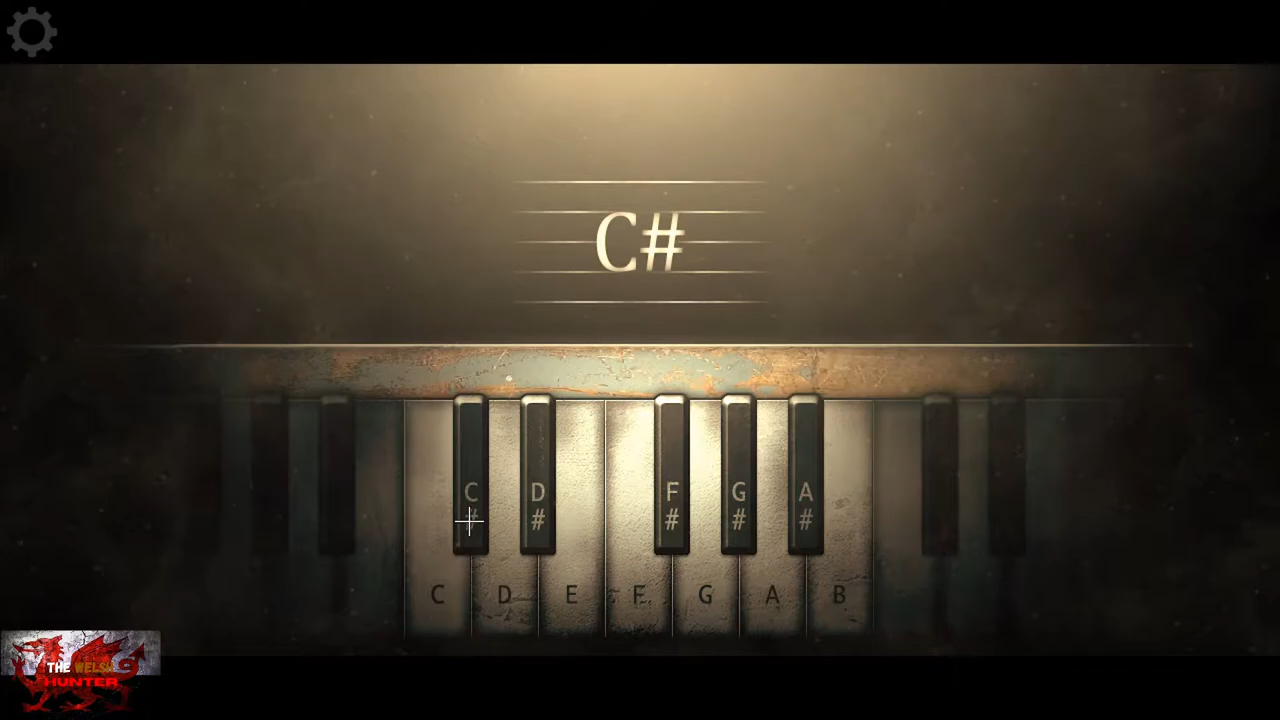 C#
C D F G A
# # # # #
C D E F G A B
THE WELSH
HUNTER